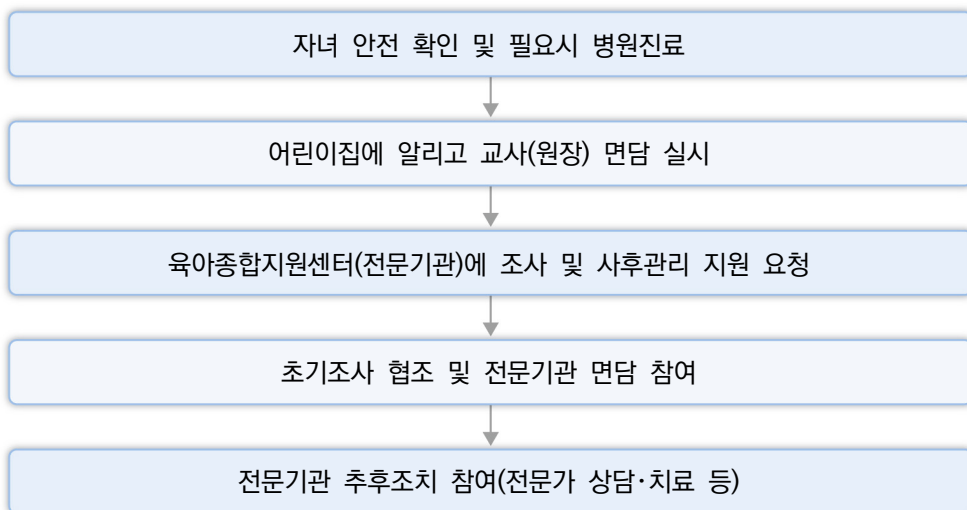 자녀 안전 확인 및 필요시 병원진료
어린이집에 알리고 교사(원장) 면담 실시
육아종합지원센터(전문기관)에 조사 및 사후관리 지원 요청
초기조사 협조 및 전문기관 면담 참여
전문기관 추후조치 참여(전문가 상담·치료 등)